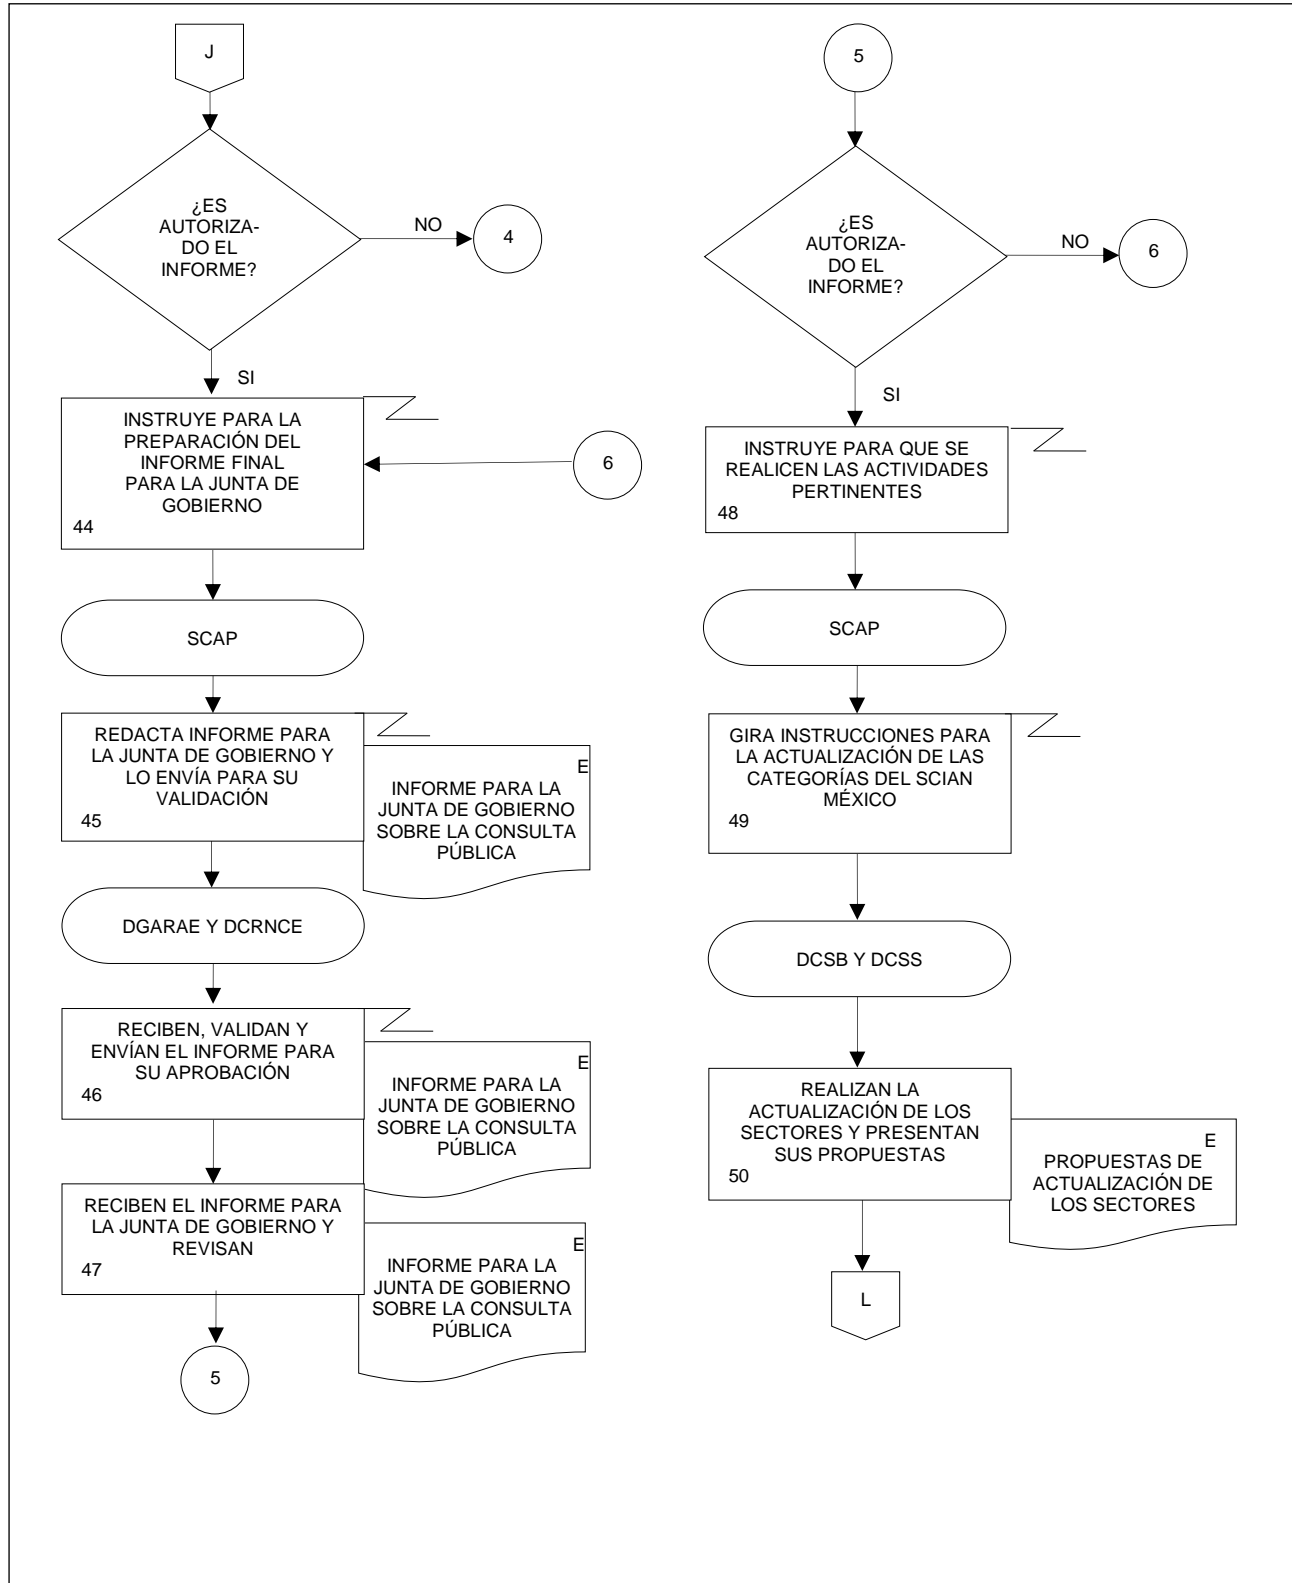 J
¿ES
AUTORIZA-
DO EL
INFORME?
NO
4
SI
INSTRUYE PARA LA
PREPARACIÓN DEL
INFORME FINAL
PARA LA JUNTA DE
GOBIERNO
44
6
SCAP
REDACTA INFORME PARA
LA JUNTA DE GOBIERNO Y
LO ENVÍA PARA SU
VALIDACIÓN
45
E
INFORME PARA LA
JUNTA DE GOBIERNO
SOBRE LA CONSULTA
PÚBLICA
DGARAE Y DCRNCE
RECIBEN, VALIDAN Y
ENVÍAN EL INFORME PARA
SU APROBACIÓN
46
E
INFORME PARA LA
JUNTA DE GOBIERNO
SOBRE LA CONSULTA
PÚBLICA
RECIBEN EL INFORME PARA
LA JUNTA DE GOBIERNO Y
REVISAN
47
E
INFORME PARA LA
JUNTA DE GOBIERNO
SOBRE LA CONSULTA
PÚBLICA
5
5
¿ES
AUTORIZA-
DO EL
INFORME?
NO
6
SI
INSTRUYE PARA QUE SE
REALICEN LAS ACTIVIDADES
PERTINENTES
48
SCAP
GIRA INSTRUCCIONES PARA
LA ACTUALIZACIÓN DE LAS
CATEGORÍAS DEL SCIAN
MÉXICO
49
DCSB Y DCSS
REALIZAN LA
ACTUALIZACIÓN DE LOS
SECTORES Y PRESENTAN
SUS PROPUESTAS
50
E
PROPUESTAS DE
ACTUALIZACIÓN DE
LOS SECTORES
L